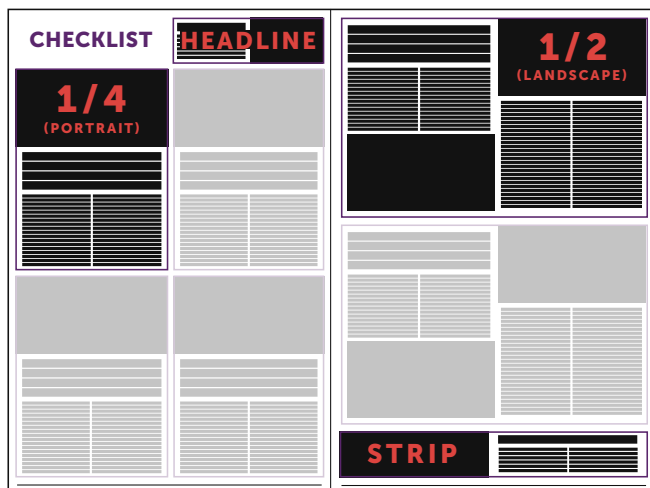 CHECKLIST
HEADLINE
1/4
(PORTRAIT)
1/2
(LANDSCAPE)
STRIP